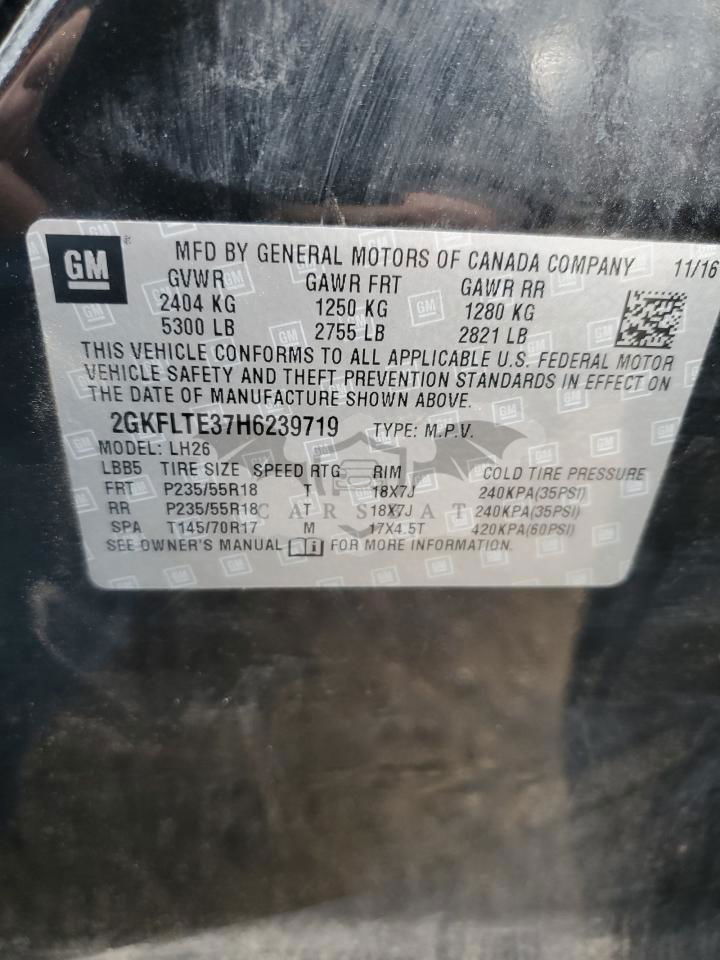 GM MFD BY GENERAL MOTORS OF CANADA COMPANY 11/16
GVWR GAWR FRT GAWR RR
2404 KG 1250 KG 1280 KG
5300 LB 2755 LB 2821 LB
THIS VEHICLE CONFORMS TO ALL APPLICABLE U.S. FEDERAL MOTOR
VEHICLE SAFETY AND THEFT PREVENTION STANDARDS IN EFFECT ON
THE DATE OF MANUFACTURE SHOWN ABOVE.
2GKFLTE37H6239719 TYPE: M.P.V.
MODEL: LH26
LBB5 TIRE SIZE SPEED RTG RIM COLD TIRE PRESSURE
FRT P235/55R18 T 18X7J 240KPA(35PSI)
RR P235/55R18 T 18X7J 240KPA(35PSI)
CARSBAT
SPA T145/70R17 M 17X4.5T 420KPA(60PSI)
SEE OWNER'S MANUAL i FOR MORE INFORMATION.